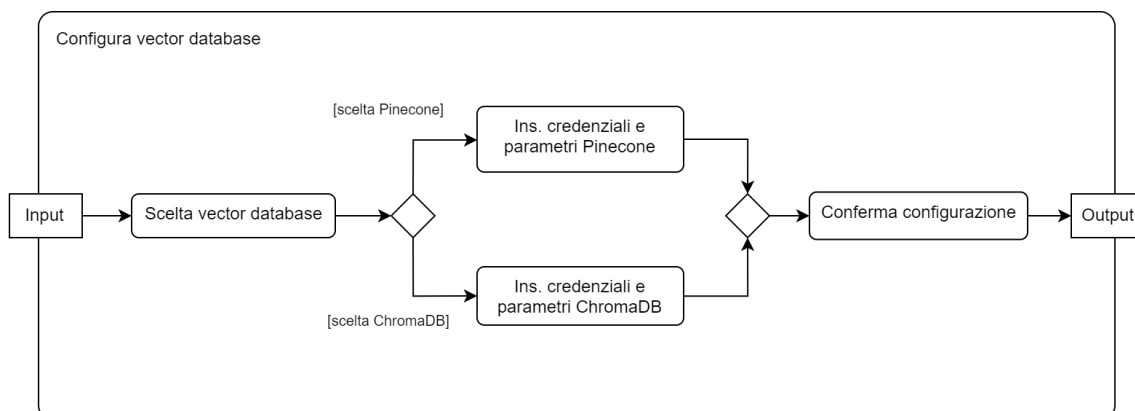 Configura vector database
[scelta Pinecone]
Ins. credenziali e
parametri Pinecone
Input
Scelta vector database
Conferma configurazione
Output
Ins. credenziali e
parametri ChromaDB
[scelta ChromaDB]